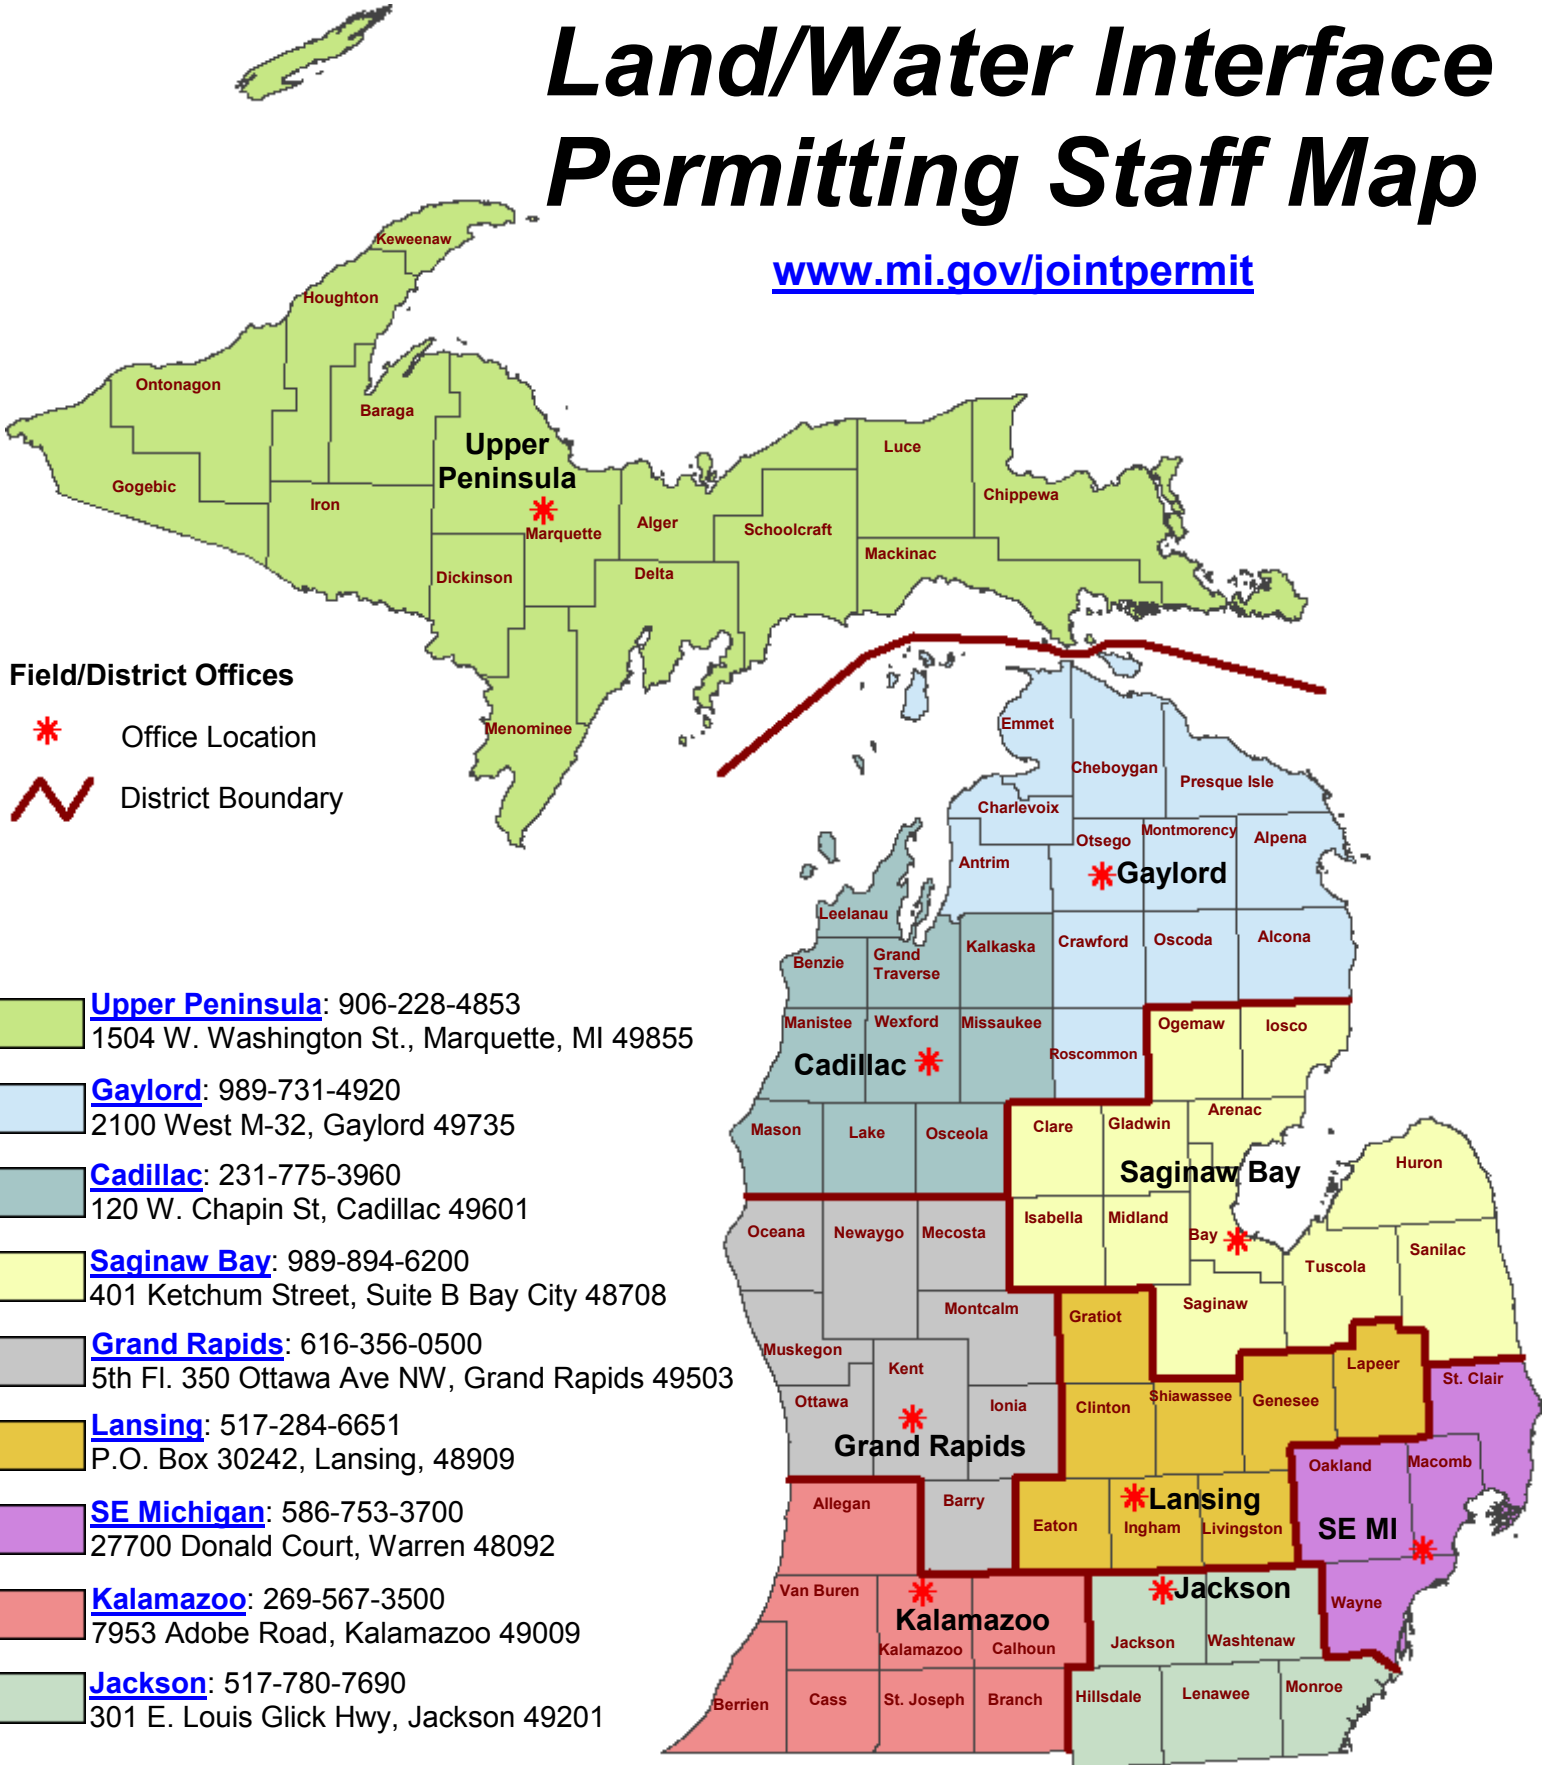 Land/Water Interface
Permitting Staff Map
www.mi.gov/jointpermit
Keweenaw
Houghton
Ontonagon
Baraga
Upper
Peninsula
Luce
Gogebic
Iron
Chippewa
Marquette
Alger
Schoolcraft
Mackinac
Dickinson
Delta
Menominee
Field/District Offices
Office Location
District Boundary
Emmet
Cheboygan
Presque Isle
Charlevoix
Otsego
Montmorency
Alpena
Antrim
Gaylord
Leelanau
Benzie
Grand
Traverse
Kalkaska
Crawford
Oscoda
Alcona
Manistee
Wexford
Missaukee
Roscommon
Ogemaw
Iosco
Cadillac
Mason
Lake
Osceola
Clare
Gladwin
Arenac
Saginaw Bay
Huron
Oceana
Newaygo
Mecosta
Isabella
Midland
Bay
Tuscola
Sanilac
Montcalm
Gratiot
Saginaw
Muskegon
Kent
Lapeer
St. Clair
Ottawa
Ionia
Clinton
Shiawassee
Genesee
Grand Rapids
Oakland
Macomb
Allegan
Barry
Eaton
Lansing
Ingham
Livingston
SE MI
Van Buren
Kalamazoo
Kalamazoo
Calhoun
Jackson
Jackson
Washtenaw
Wayne
Berrien
Cass
St. Joseph
Branch
Hillsdale
Lenawee
Monroe
Upper Peninsula: 906-228-4853
1504 W. Washington St., Marquette, MI 49855
Gaylord: 989-731-4920
2100 West M-32, Gaylord 49735
Cadillac: 231-775-3960
120 W. Chapin St, Cadillac 49601
Saginaw Bay: 989-894-6200
401 Ketchum Street, Suite B Bay City 48708
Grand Rapids: 616-356-0500
5th Fl. 350 Ottawa Ave NW, Grand Rapids 49503
Lansing: 517-284-6651
P.O. Box 30242, Lansing, 48909
SE Michigan: 586-753-3700
27700 Donald Court, Warren 48092
Kalamazoo: 269-567-3500
7953 Adobe Road, Kalamazoo 49009
Jackson: 517-780-7690
301 E. Louis Glick Hwy, Jackson 49201